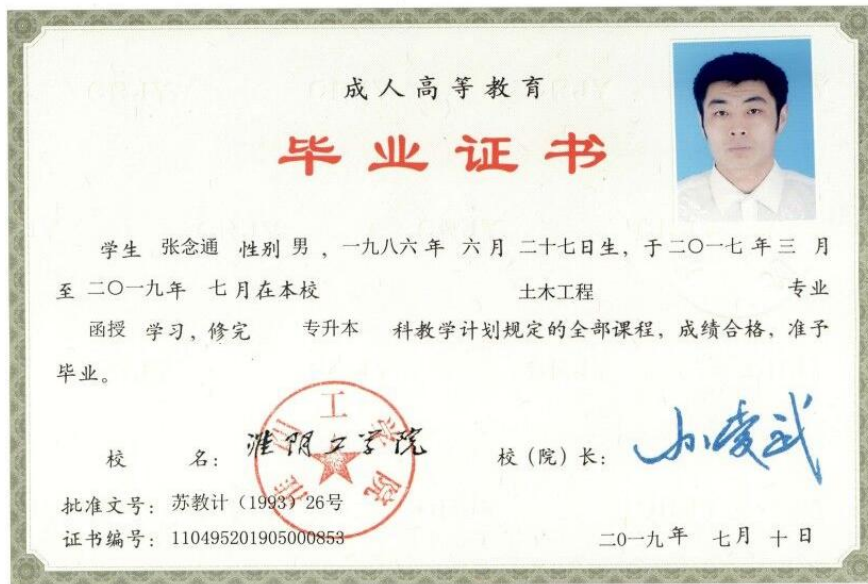 成人高等教育
毕业证书
学生 张念通 性别 男，一九八六年 六月 二十七日生，于二〇一七年三 月
至 二〇一九年 七月在本校 土木工程 专业
函授 学习，修完 专升本 科教学计划规定的全部课程，成绩合格，准予
毕业。
校 名：淮阴工学院 校（院）长：
批准文号：苏教计（1993）26号
证书编号：110495201905000853 二〇一九年 七月 十日
淮阴工学院